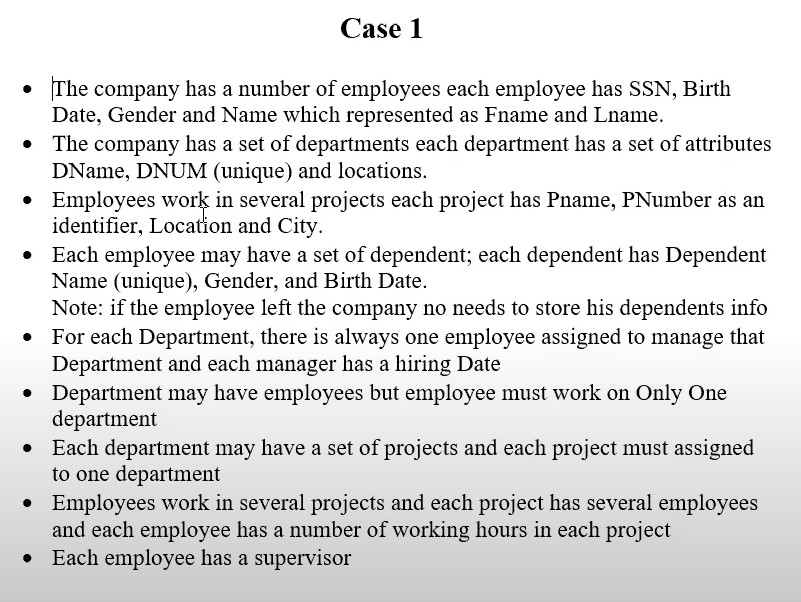 Case 1
• The company has a number of employees each employee has SSN, Birth
Date, Gender and Name which represented as Fname and Lname.
• The company has a set of departments each department has a set of attributes
DName, DNUM (unique) and locations.
• Employees work in several projects each project has Pname, PNumber as an
identifier, Location and City.
• Each employee may have a set of dependent; each dependent has Dependent
Name (unique), Gender, and Birth Date.
Note: if the employee left the company no needs to store his dependents info
• For each Department, there is always one employee assigned to manage that
Department and each manager has a hiring Date
• Department may have employees but employee must work on Only One
department
• Each department may have a set of projects and each project must assigned
to one department
• Employees work in several projects and each project has several employees
and each employee has a number of working hours in each project
• Each employee has a supervisor